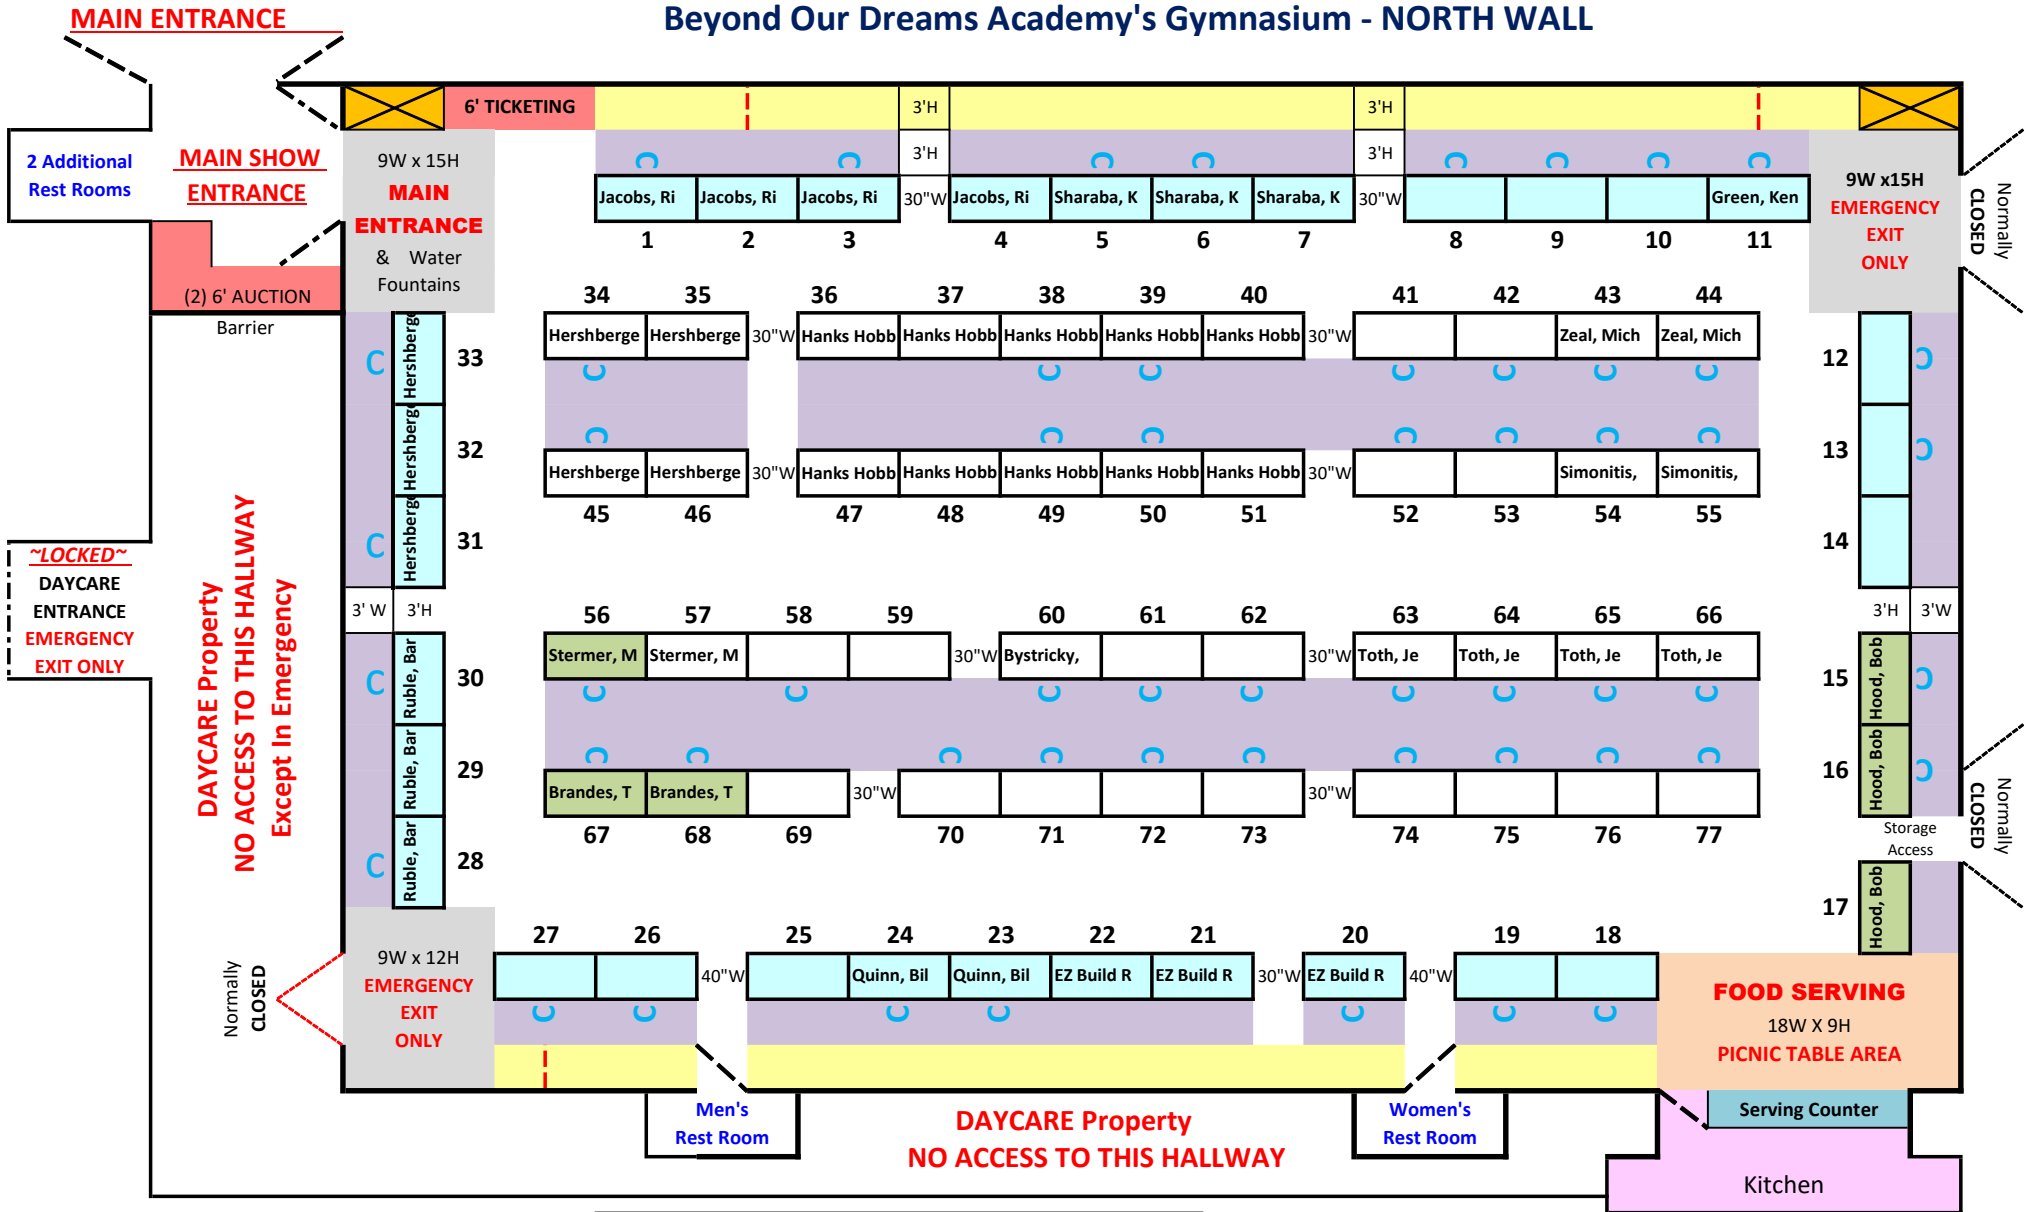 Beyond Our Dreams Academy's Gymnasium - NORTH WALL
MAIN ENTRANCE
6' TICKETING
3'H
3'H
2 Additional
Rest Rooms
MAIN SHOW
ENTRANCE
9W x 15H
MAIN
ENTRANCE
& Water
Fountains
C C 3'H C C 3'H C C C C
Jacobs, Ri Jacobs, Ri Jacobs, Ri 30"W Jacobs, Ri Sharaba, K Sharaba, K Sharaba, K 30"W Green, Ken
1 2 3 4 5 6 7 8 9 10 11
9W x15H
EMERGENCY
EXIT
ONLY
Normally
CLOSED
(2) 6' AUCTION
Barrier
34 35 36 37 38 39 40 41 42 43 44
Hershberge Hershberge 30"W Hanks Hobb Hanks Hobb Hanks Hobb Hanks Hobb Hanks Hobb 30"W Zeal, Mich Zeal, Mich
C C C C C C C
C C C C C C C
Hershberge Hershberge 30"W Hanks Hobb Hanks Hobb Hanks Hobb Hanks Hobb Hanks Hobb 30"W Simonitis, Simonitis,
45 46 47 48 49 50 51 52 53 54 55
C Hershberge 33
Hershberge 32
C Hershberge 31
12 C
13 C
14
3' W 3'H
3'H 3'W
~LOCKED~
DAYCARE
ENTRANCE
EMERGENCY
EXIT ONLY
DAYCARE Property
NO ACCESS TO THIS HALLWAY
Except In Emergency
56 57 58 59 60 61 62 63 64 65 66
Stermer, M Stermer, M 30"W Bystricky, 30"W Toth, Je Toth, Je Toth, Je Toth, Je
C C C C C C C C C
C C C C C C C C C C
Brandes, T Brandes, T 30"W 30"W
67 68 69 70 71 72 73 74 75 76 77
C Ruble, Bar 30
Ruble, Bar 29
C Ruble, Bar 28
15 Hood, Bob C
16 Hood, Bob C
Storage
Access
Normally
CLOSED
17 Hood, Bob
9W x 12H
EMERGENCY
EXIT
ONLY
Normally
CLOSED
27 26 25 24 23 22 21 20 19 18
40"W Quinn, Bil Quinn, Bil EZ Build R EZ Build R 30"W EZ Build R 40"W
C C C C C C C
FOOD SERVING
18W X 9H
PICNIC TABLE AREA
Men's
Rest Room
DAYCARE Property
NO ACCESS TO THIS HALLWAY
Women's
Rest Room
Serving Counter
Kitchen